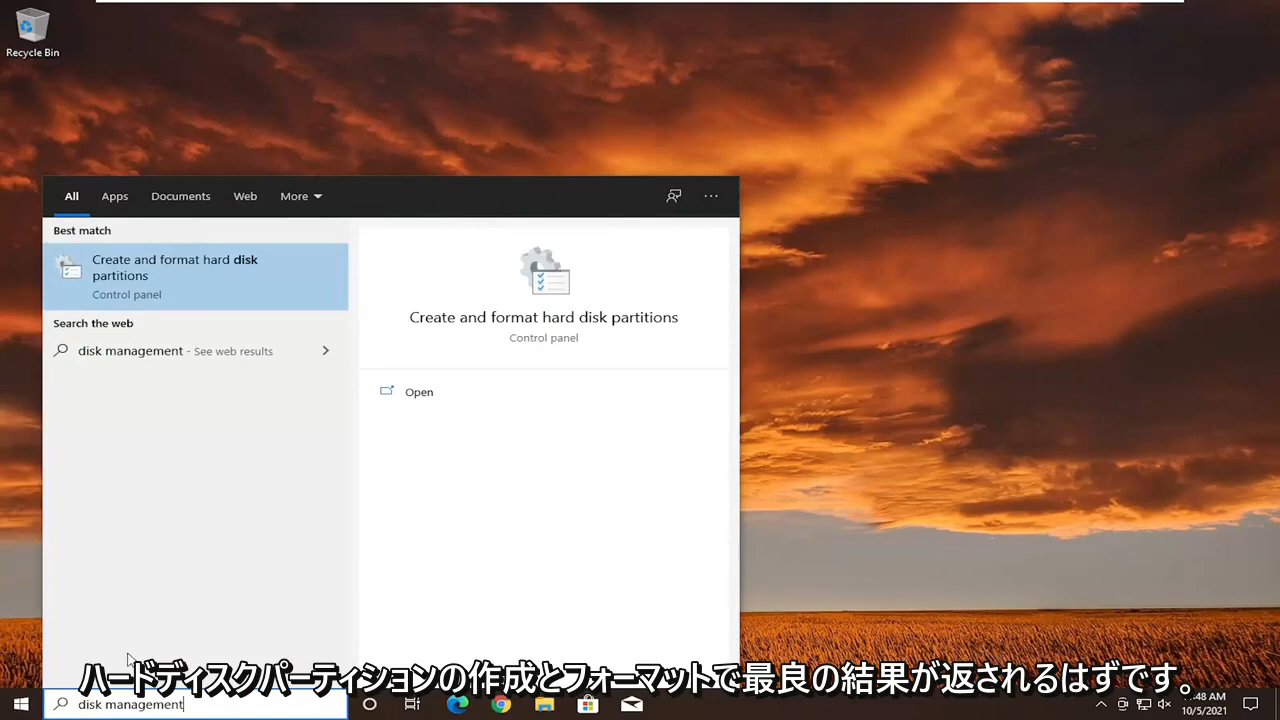 Recycle Bin
All Apps Documents Web More
Best match
Create and format hard disk
partitions
Control panel
Search the web
disk management - See web results
Create and format hard disk partitions
Control panel
Open
ハードディスクパーティションの作成とフォーマットで最良の結果が返されるはずです。
disk management
:48 AM
10/5/2021